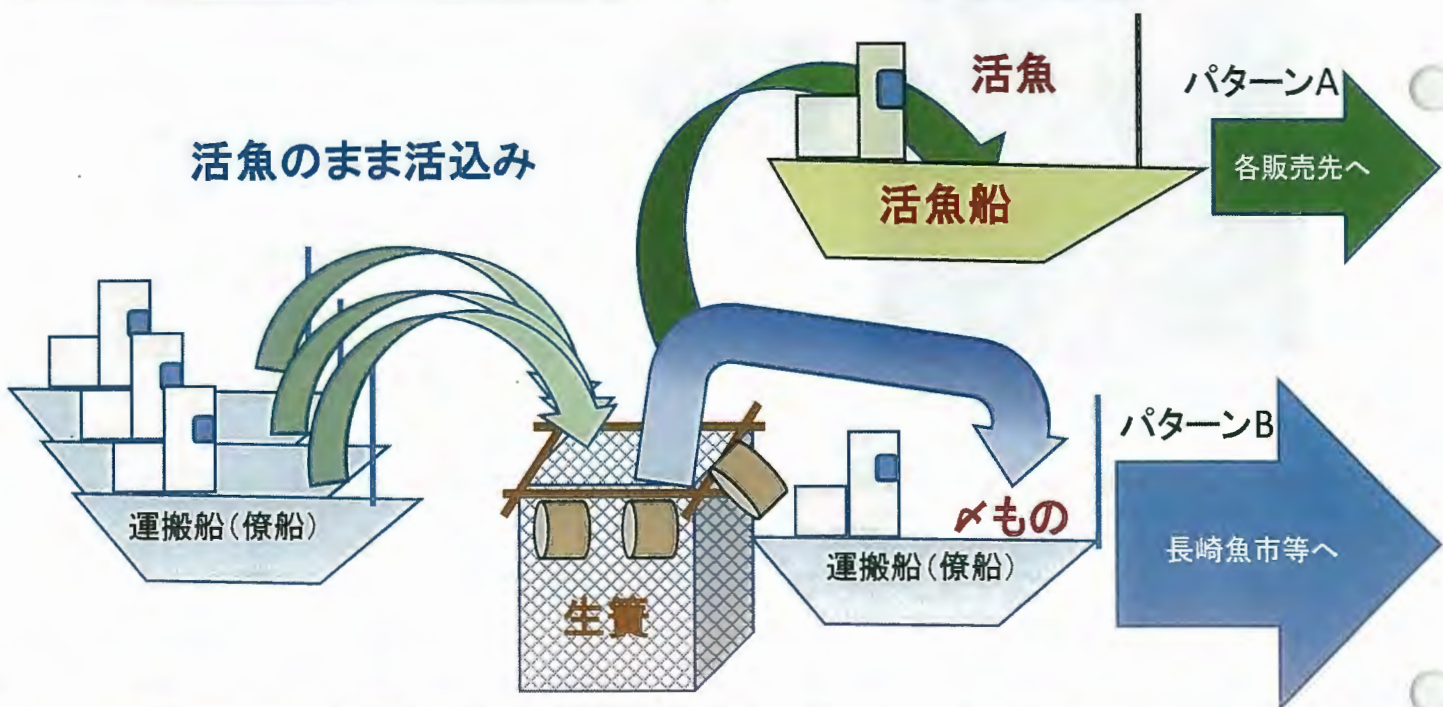 活魚のまま活込み
活魚
活魚船
パターンA
各販売先へ
運搬船(僚船)
生簀
〆もの
運搬船(僚船)
パターンB
長崎魚市等へ